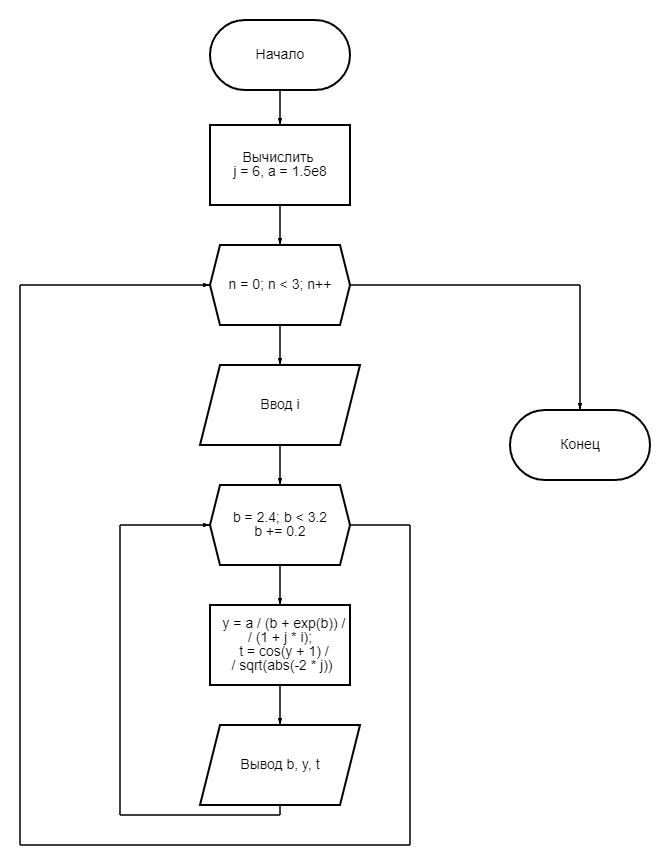 Начало
Вычислить
j = 6, a = 1.5e8
n = 0; n < 3; n++
Ввод i
Конец
b = 2.4; b < 3.2
b += 0.2
y = a / (b + exp(b)) /
/ (1 + j * i);
t = cos(y + 1) /
/ sqrt(abs(-2 * j))
Вывод b, y, t